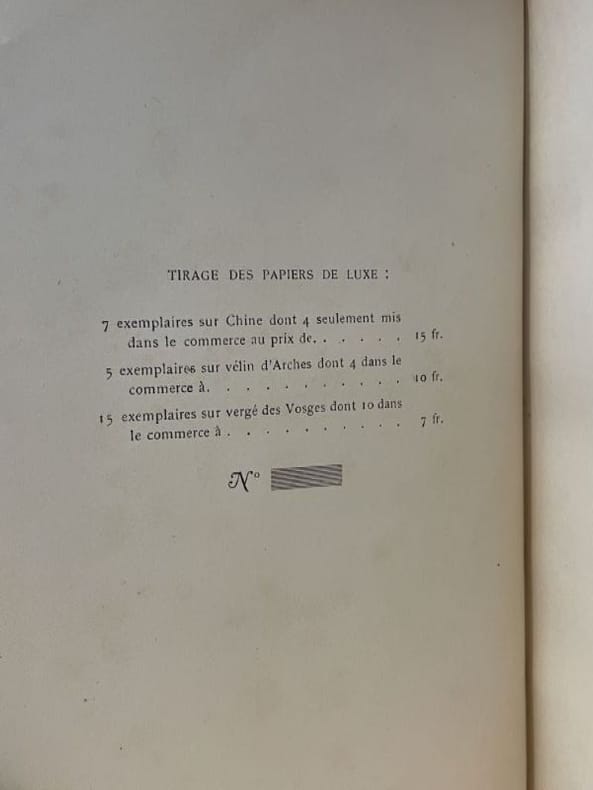 TIRAGE DES PAPIERS DE LUXE :
7 exemplaires sur Chine dont 4 seulement mis
dans le commerce au prix de. . . . . . 15 fr.
5 exemplaires sur vélin d'Arches dont 4 dans le
commerce à. . . . . . . . . . . 10 fr.
15 exemplaires sur vergé des Vosges dont 10 dans
le commerce à . . . . . . . . . . 7 fr.
N°